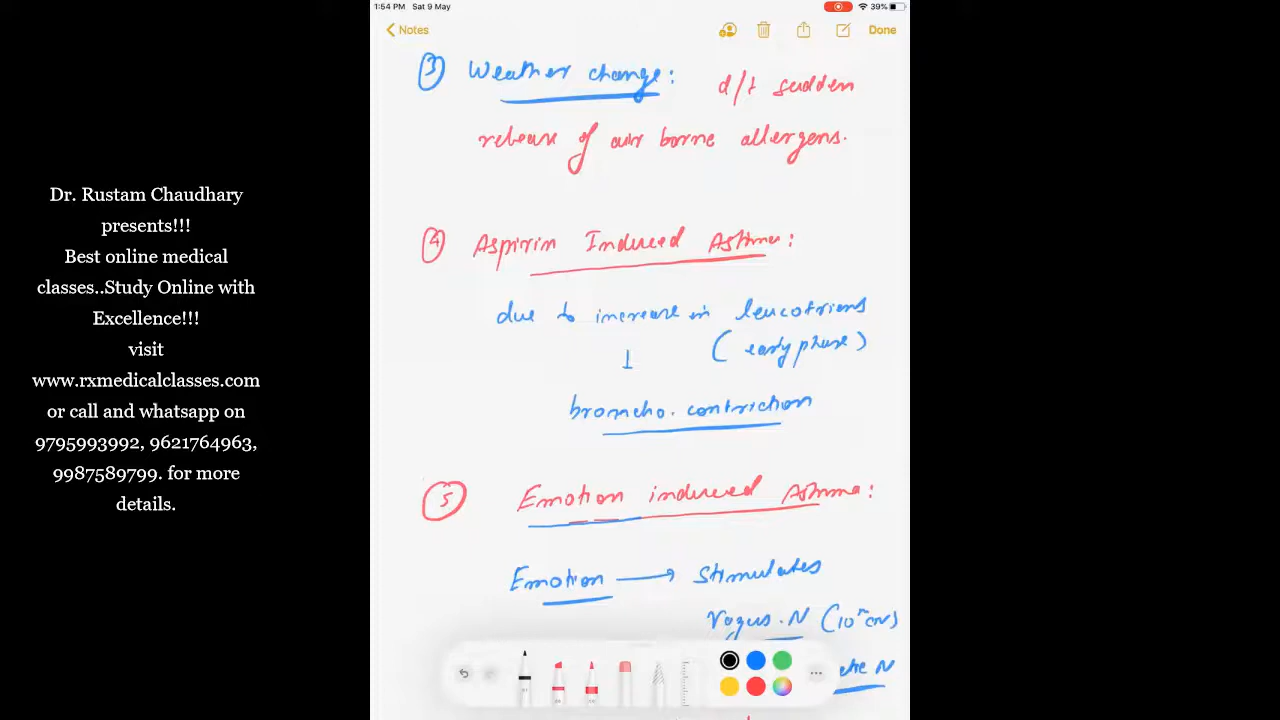 1:54 PM Sat 9 May
39%
Notes
Done
Dr. Rustam Chaudhary
presents!!!
Best online medical
classes..Study Online with
Excellence!!!
visit
www.rxmedicalclasses.com
or call and whatsapp on
9795993992, 9621764963,
9987589799. for more
details.
③ Weather change: d/t sudden
release of air borne allergens.
④ Aspirin Induced Asthma:
due to increase in leucotriens
(early phase)
↓
broncho. contriction
⑤ Emotion induced Asthma:
Emotion → Stimulates
Vagus. N (10th CN)
N